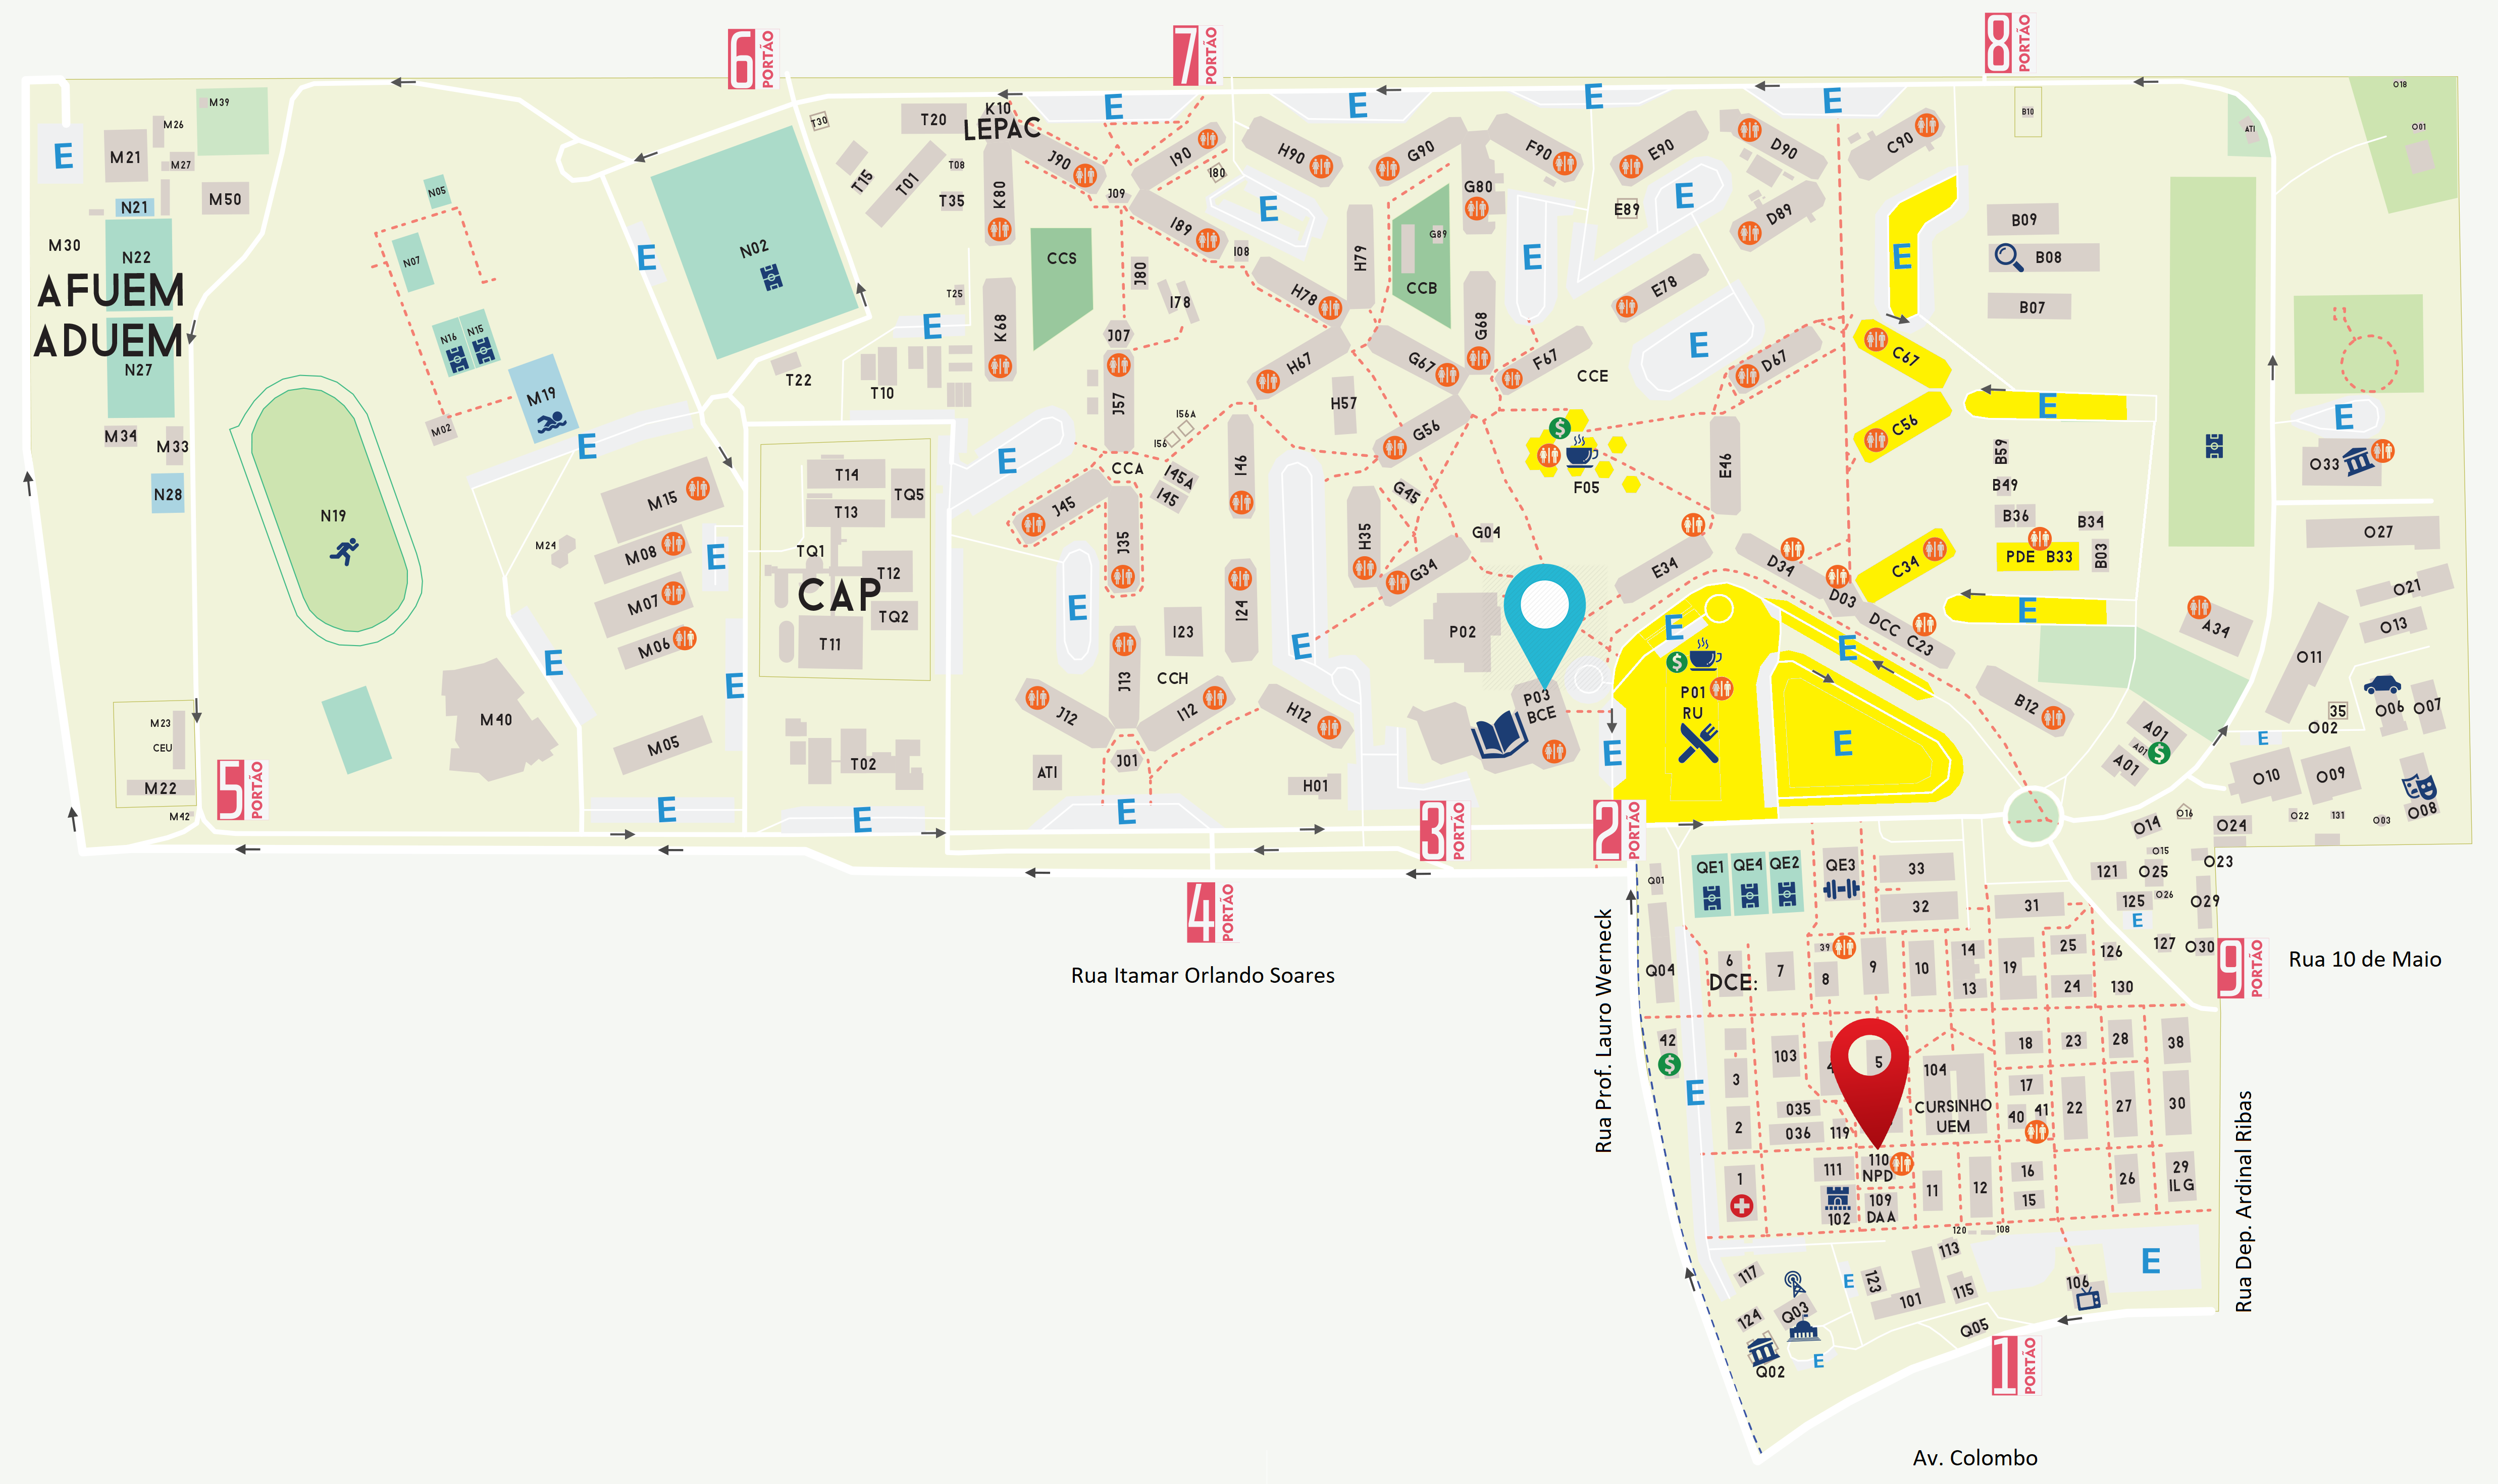 6 PORTÃO
7 PORTÃO
8 PORTÃO
M39
M26
M21
M27
E
M50
N21
M30
N22
AFUEM
ADUEM
N27
M34
M33
N28
N05
N07
N16
N15
M19
M02
N19
E
N02
E
T30
T20
T15
T01
T08
T35
T25
E
T22
T10
K10
LEPAC
K80
K68
J90
J09
I90
I80
I89
I08
CCS
J80
I78
J07
J57
E
H90
E
E
H79
H78
H67
H57
G90
G80
G89
CCB
G68
G67
G56
F90
E
E
F67
CCE
F05
E90
E
E89
E78
E
D90
D89
D67
E
C90
E
C67
C56
B10
B09
B08
B07
E
B59
B49
B36
B34
PDE B33
B03
ATI
O18
O01
E
O33
O27
O21
O13
O11
O06
O07
35
O02
E
O10
O09
O08
M24
M15
M08
M07
M06
M05
M40
E
E
E
E
E
T14
TQ5
T13
TQ1
T12
CAP
TQ2
T11
T02
E
E
I56A
I56
CCA
I45A
I45
J45
J35
E
I46
I24
I23
J13
CCH
J12
I12
H12
ATI
J01
H01
E
E
H35
G45
G04
G34
P02
P03
BCE
E46
E34
D34
D03
DCC C23
C34
E
A34
B12
A01
A01
A01
E
P01
RU
E
E
E
M23
CEU
M22
M42
5 PORTÃO
3 PORTÃO
2 PORTÃO
4 PORTÃO
O14
O16
O24
O22
131
O03
O15
O23
121
O25
O26
125
O29
E
127
O30
9 PORTÃO
Rua 10 de Maio
Rua Itamar Orlando Soares
Rua Prof. Lauro Werneck
Rua Dep. Ardinal Ribas
Q01
QE1
QE4
QE2
QE3
33
32
31
Q04
6
DCE:
7
39
8
9
10
14
13
19
25
24
126
130
42
E
3
2
103
4
5
104
035
036
119
CURSINHO
UEM
18
17
40
41
23
22
28
27
38
30
1
111
110
NPD
102
109
DAA
11
12
16
15
26
29
ILG
120
108
117
124
Q03
Q02
E
E
123
101
113
115
106
E
Q05
1 PORTÃO
Av. Colombo